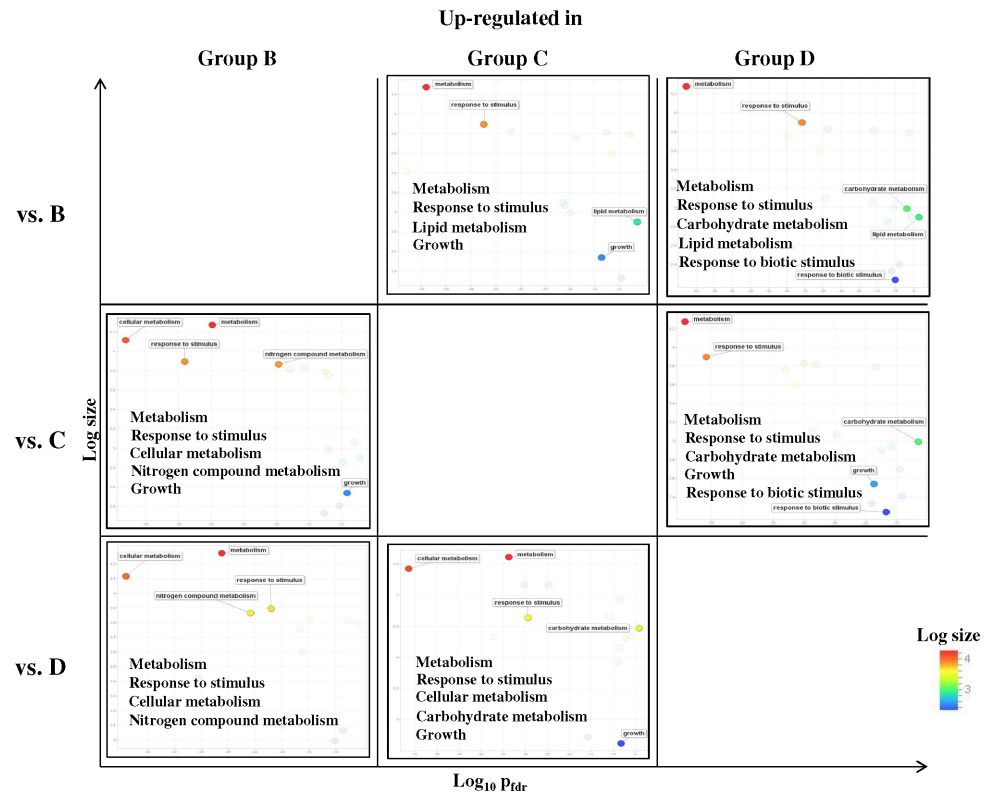 Up-regulated in
Group B
Group C
Group D
vs. B
metabolism
response to stimulus
Metabolism
Response to stimulus
Lipid metabolism
Growth
lipid metabolism
growth
metabolism
response to stimulus
carbohydrate metabolism
Metabolism
Response to stimulus
Carbohydrate metabolism
Lipid metabolism
Response to biotic stimulus
lipid metabolism
response to biotic stimulus
vs. C
Log size
cellular metabolism
metabolism
response to stimulus
nitrogen compound metabolism
Metabolism
Response to stimulus
Cellular metabolism
Nitrogen compound metabolism
Growth
growth
metabolism
response to stimulus
Metabolism
Response to stimulus
Carbohydrate metabolism
Growth
Response to biotic stimulus
carbohydrate metabolism
growth
response to biotic stimulus
vs. D
cellular metabolism
metabolism
response to stimulus
nitrogen compound metabolism
Metabolism
Response to stimulus
Cellular metabolism
Nitrogen compound metabolism
cellular metabolism
metabolism
response to stimulus
carbohydrate metabolism
Metabolism
Response to stimulus
Cellular metabolism
Carbohydrate metabolism
Growth
growth
Log size
4
3
Log10 pfdr